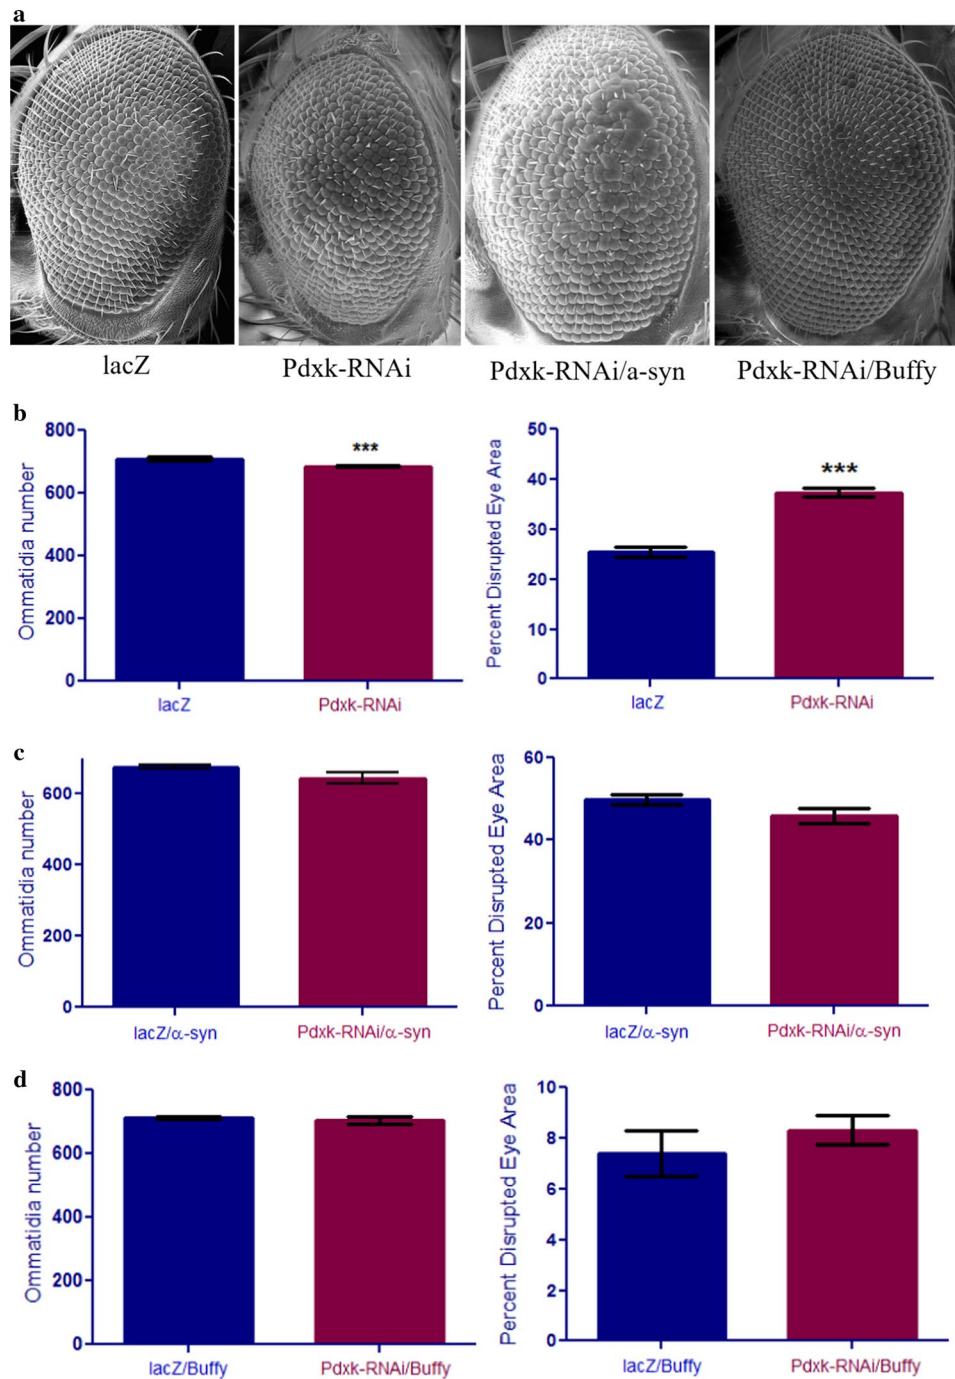 a
lacZ Pdxk-RNAi Pdxk-RNAi/a-syn Pdxk-RNAi/Buffy
b
800
600
400
200
0
Ommatidia number
***
lacZ Pdxk-RNAi
50
40
30
20
10
0
Percent Disrupted Eye Area
***
lacZ Pdxk-RNAi
c
600
400
200
0
Ommatidia number
lacZ/α-syn Pdxk-RNAi/α-syn
60
40
20
0
Percent Disrupted Eye Area
lacZ/α-syn Pdxk-RNAi/α-syn
d
800
600
400
200
0
Ommatidia number
lacZ/Buffy Pdxk-RNAi/Buffy
10
8
6
4
2
0
Percent Disrupted Eye Area
lacZ/Buffy Pdxk-RNAi/Buffy